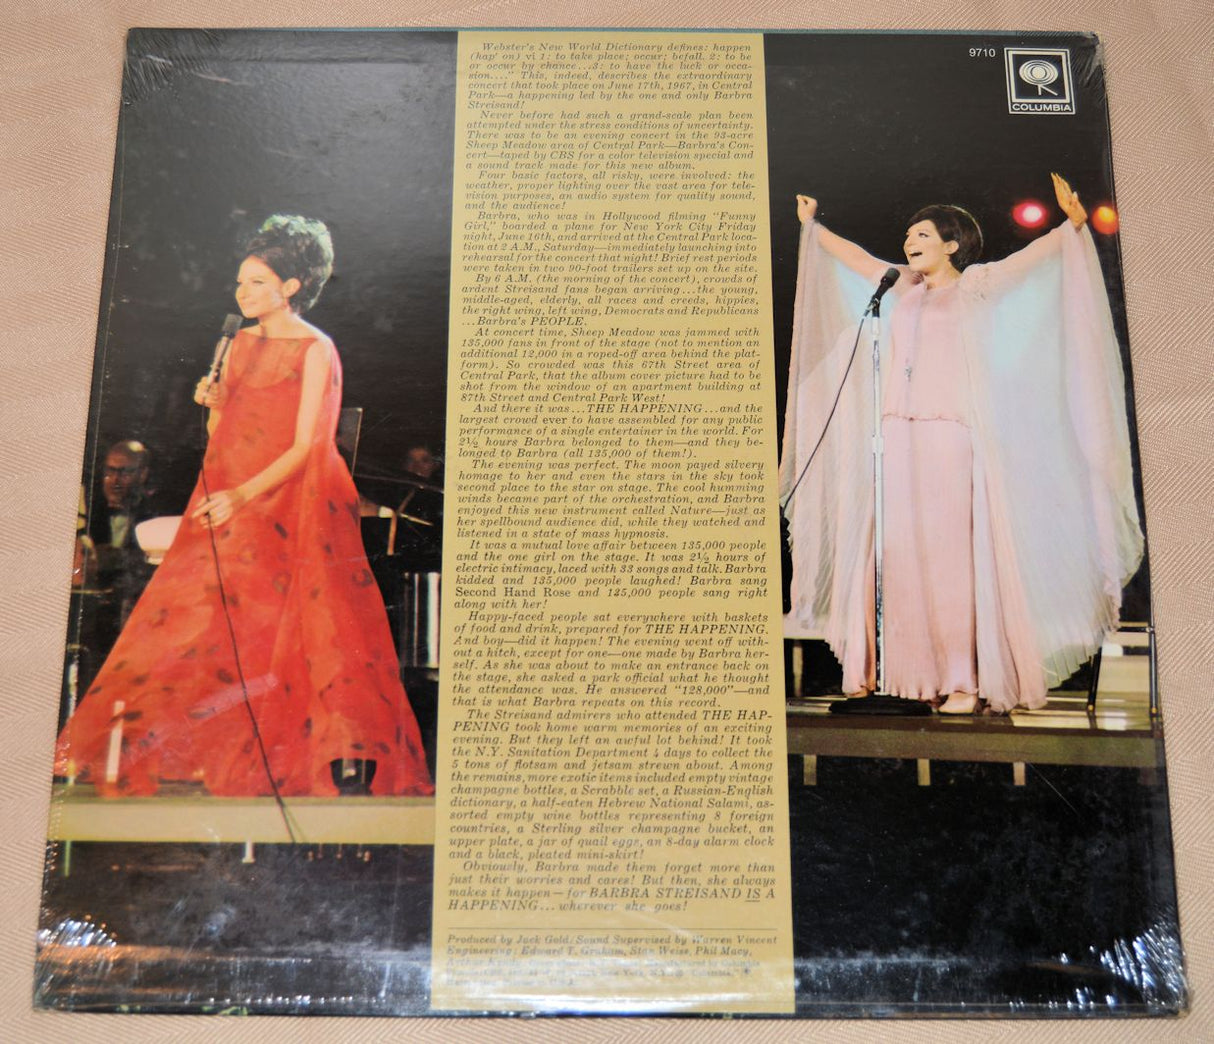 Webster's New World Dictionary defines: happen
(hap' on) vi 1: to take place; occur; befall. 2: to be
or occur by chance...3: to have the luck or occa-
sion...." This, indeed, describes the extraordinary
concert that took place on June 17th, 1967, in Central
Park—a happening led by the one and only Barbra
Streisand!
Never before had such a grand-scale plan been
attempted under the stress conditions of uncertainty.
There was to be an evening concert in the 93-acre
Sheep Meadow area of Central Park—Barbra's Con-
cert—taped by CBS for a color television special and
a sound track made for this new album.
Four basic factors, all risky, were involved: the
weather, proper lighting over the vast area for tele-
vision purposes, an audio system for quality sound,
and the audience!
Barbra, who was in Hollywood filming "Funny
Girl," boarded a plane for New York City Friday
night, June 16th, and arrived at the Central Park loca-
tion at 2 A.M., Saturday—immediately launching into
rehearsal for the concert that night! Brief rest periods
were taken in two 90-foot trailers set up on the site.
By 6 A.M. (the morning of the concert), crowds of
ardent Streisand fans began arriving...the young,
middle-aged, elderly, all races and creeds, hippies,
the right wing, left wing, Democrats and Republicans
...Barbra's PEOPLE.
At concert time, Sheep Meadow was jammed with
135,000 fans in front of the stage (not to mention an
additional 12,000 in a roped-off area behind the plat-
form). So crowded was this 67th Street area of
Central Park, that the album cover picture had to be
shot from the window of an apartment building at
87th Street and Central Park West!
And there it was...THE HAPPENING...and the
largest crowd ever to have assembled for any public
performance of a single entertainer in the world. For
2½ hours Barbra belonged to them—and they be-
longed to Barbra (all 135,000 of them!).
The evening was perfect. The moon payed silvery
homage to her and even the stars in the sky took
second place to the star on stage. The cool humming
winds became part of the orchestration, and Barbra
enjoyed this new instrument called Nature—just as
her spellbound audience did, while they watched and
listened in a state of mass hypnosis.
It was a mutual love affair between 135,000 people
and the one girl on the stage. It was 2½ hours of
electric intimacy, laced with 33 songs and talk. Barbra
kidded and 135,000 people laughed! Barbra sang
Second Hand Rose and 125,000 people sang right
along with her!
Happy-faced people sat everywhere with baskets
of food and drink, prepared for THE HAPPENING.
And boy—did it happen! The evening went off with-
out a hitch, except for one—one made by Barbra her-
self. As she was about to make an entrance back on
the stage, she asked a park official what he thought
the attendance was. He answered "128,000"—and
that is what Barbra repeats on this record.
The Streisand admirers who attended THE HAP-
PENING took home warm memories of an exciting
evening. But they left an awful lot behind! It took
the N.Y. Sanitation Department 4 days to collect the
5 tons of flotsam and jetsam strewn about. Among
the remains, more exotic items included empty vintage
champagne bottles, a Scrabble set, a Russian-English
dictionary, a half-eaten Hebrew National Salami, as-
sorted empty wine bottles representing 8 foreign
countries, a Sterling silver champagne bucket, an
upper plate, a jar of quail eggs, an 8-day alarm clock
and a black, pleated mini-skirt!
Obviously, Barbra made them forget more than
just their worries and cares! But then, she always
makes it happen—for BARBRA STREISAND IS A
HAPPENING...wherever she goes!
Produced by Jack Gold. Sound Supervised by Warren Vincent
Engineering: Edward T. Graham, Stan Weiss, Phil Macy,
New York, N.Y.
9710
COLUMBIA